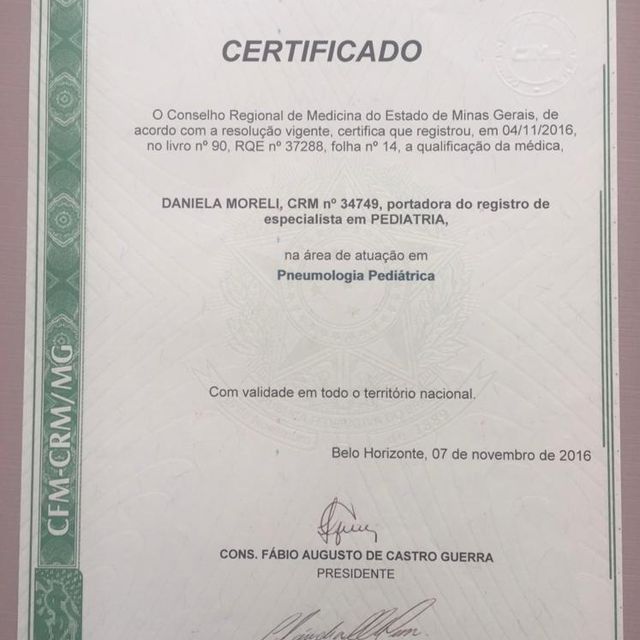 CERTIFICADO
O Conselho Regional de Medicina do Estado de Minas Gerais, de
acordo com a resolução vigente, certifica que registrou, em 04/11/2016,
no livro nº 90, RQE nº 37288, folha nº 14, a qualificação da médica,
DANIELA MORELI, CRM nº 34749, portadora do registro de
especialista em PEDIATRIA,
na área de atuação em
Pneumologia Pediátrica
Com validade em todo o território nacional.
Belo Horizonte, 07 de novembro de 2016
CONS. FÁBIO AUGUSTO DE CASTRO GUERRA
PRESIDENTE
CFM-CRM/MG